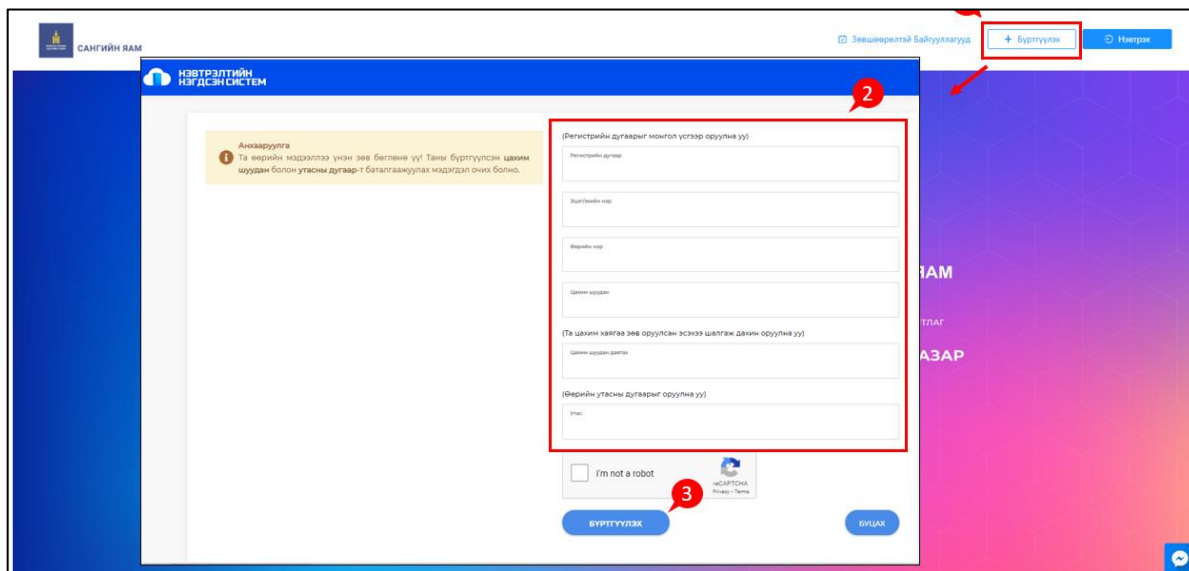 САНГИЙН ЯАМ
Зөвшөөрөлтэй Байгууллагууд
+ Бүртгүүлэх
Нэвтрэх
НЭВТРЭЛТИЙН
НЭГДСЭН СИСТЕМ
2
Анхааруулга
Та өөрийн мэдээллээ үнэн зөв бөглөнө үү! Таны бүртгүүлсэн цахим
шуудан болон утасны дугаар-т баталгаажуулах мэдэгдэл очих болно.
(Регистрийн дугаарыг монгол үсгээр оруулна уу)
Регистрийн дугаар
Эцэг/эхийн нэр
Өөрийн нэр
Цахим шуудан
(Та цахим хаягаа зөв оруулсан эсэхээ шалгаж дахин оруулна уу)
Цахим шуудан давтах
(Өөрийн утасны дугаарыг оруулна уу)
Утас
I'm not a robot
reCAPTCHA
Privacy - Terms
3
БҮРТГҮҮЛЭХ
БУЦАХ
ЯАМ
ТЛАГ
АЗАР